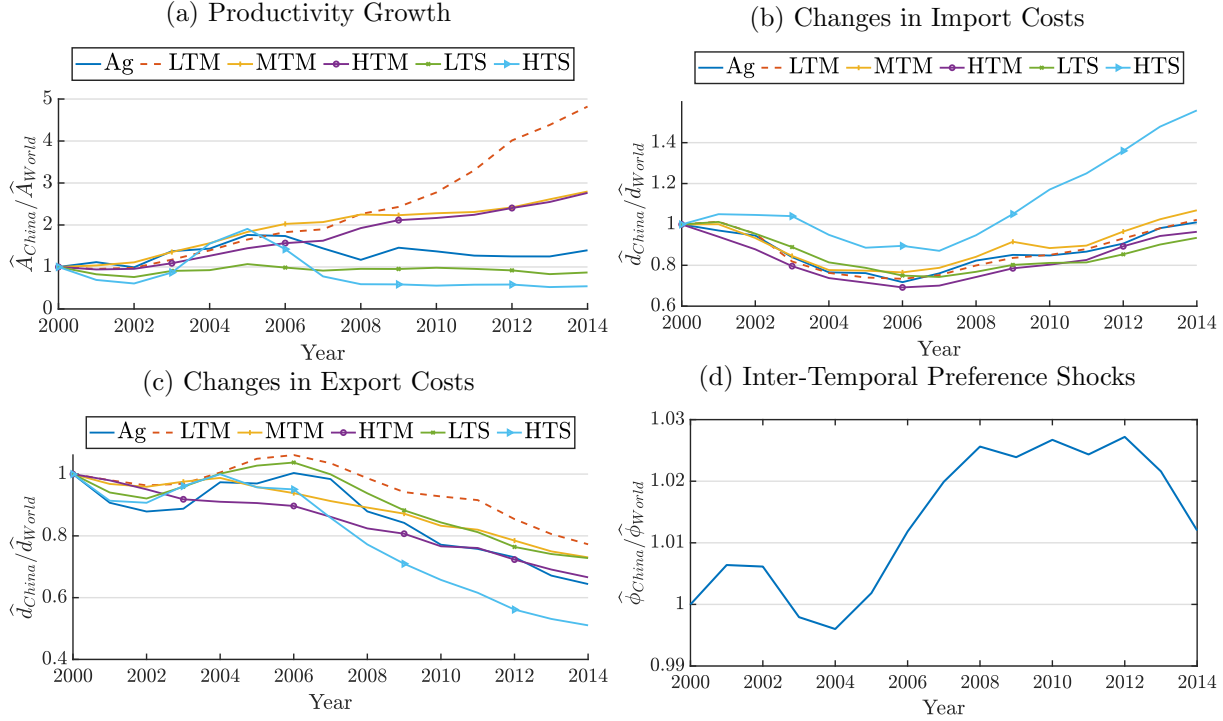 (a) Productivity Growth
Ag LTM MTM HTM LTS HTS
5
4
3
2
1
0
2000 2002 2004 2006 2008 2010 2012 2014
Year
Â_China/Â_World
(b) Changes in Import Costs
Ag LTM MTM HTM LTS HTS
1.4
1.2
1
0.8
0.6
2000 2002 2004 2006 2008 2010 2012 2014
Year
d̂_China/d̂_World
(c) Changes in Export Costs
Ag LTM MTM HTM LTS HTS
1
0.8
0.6
0.4
2000 2002 2004 2006 2008 2010 2012 2014
Year
d̂_China/d̂_World
(d) Inter-Temporal Preference Shocks
1.03
1.02
1.01
1
0.99
2000 2002 2004 2006 2008 2010 2012 2014
Year
ϕ̂_China/ϕ̂_World